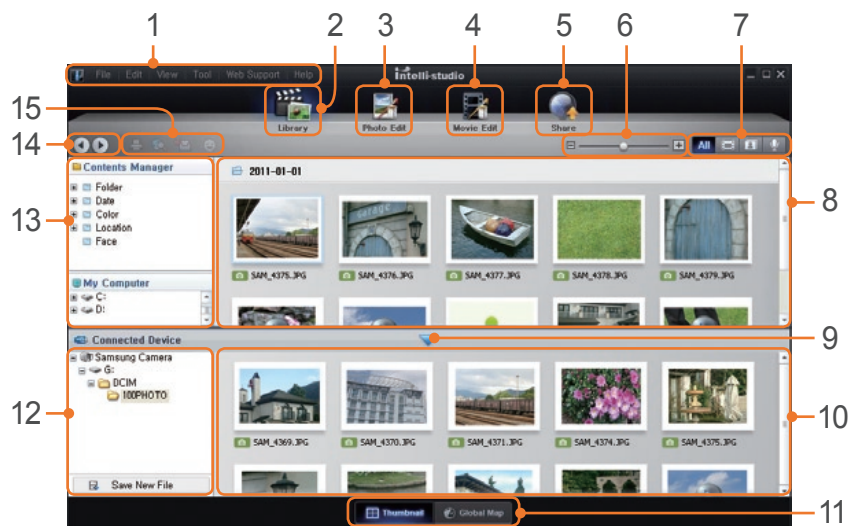 1 2 3 4 5 6 7
File Edit View Tool Web Support Help
intelli-studio
Library Photo Edit Movie Edit Share
15
14
All
Contents Manager
2011-01-01
Folder
Date
Color
Location
Face
13
8
SAM_4375.JPG SAM_4376.JPG SAM_4377.JPG SAM_4378.JPG SAM_4379.JPG
My Computer
C:
D:
Connected Device
9
Samsung Camera
G:
DCIM
100PHOTO
12
10
SAM_4369.JPG SAM_4370.JPG SAM_4371.JPG SAM_4374.JPG SAM_4375.JPG
Save New File
Thumbnail Global Map
11